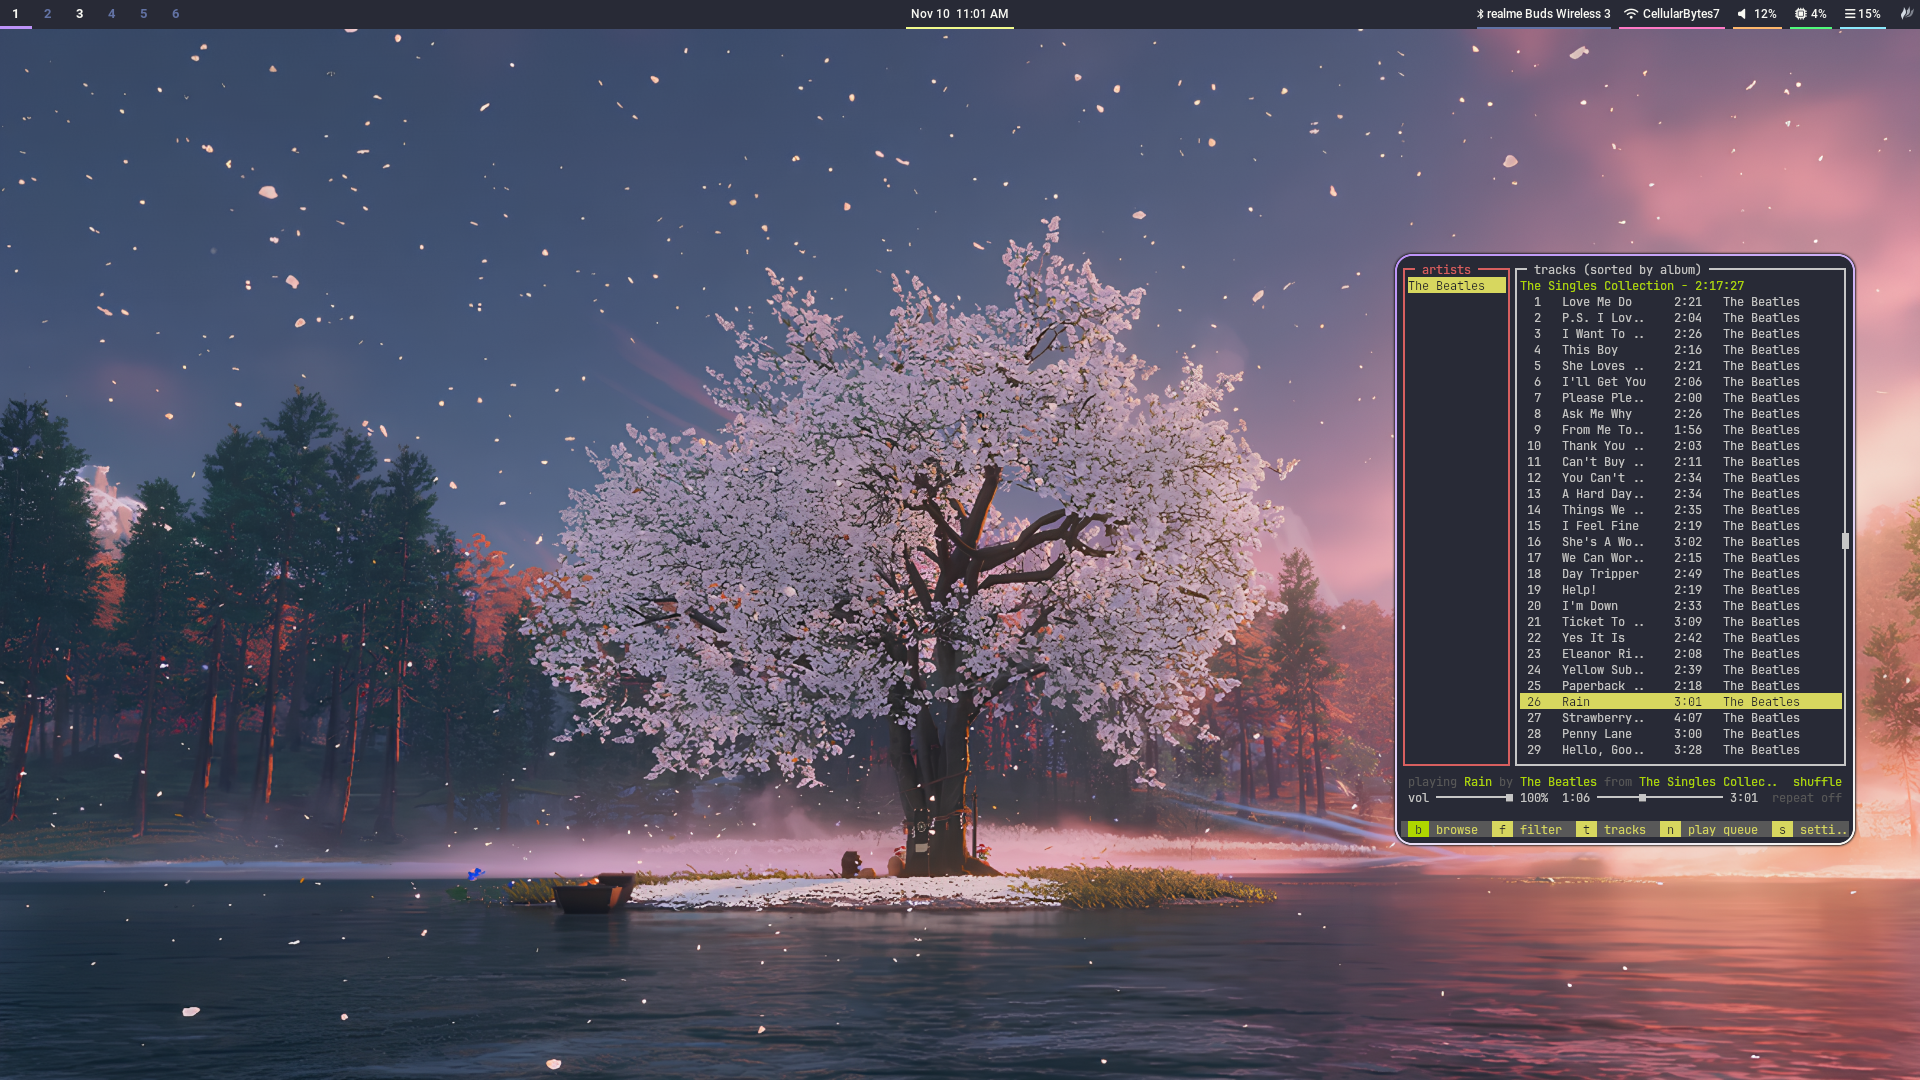 1 2 3 4 5 6
Nov 10 11:01 AM
realme Buds Wireless 3 CellularBytes7 12% 4% 15%
artists
The Beatles
tracks (sorted by album)
The Singles Collection - 2:17:27
1 Love Me Do 2:21 The Beatles
2 P.S. I Lov.. 2:04 The Beatles
3 I Want To .. 2:26 The Beatles
4 This Boy 2:16 The Beatles
5 She Loves .. 2:21 The Beatles
6 I'll Get You 2:06 The Beatles
7 Please Ple.. 2:00 The Beatles
8 Ask Me Why 2:26 The Beatles
9 From Me To.. 1:56 The Beatles
10 Thank You .. 2:03 The Beatles
11 Can't Buy .. 2:11 The Beatles
12 You Can't .. 2:34 The Beatles
13 A Hard Day.. 2:34 The Beatles
14 Things We .. 2:35 The Beatles
15 I Feel Fine 2:19 The Beatles
16 She's A Wo.. 3:02 The Beatles
17 We Can Wor.. 2:15 The Beatles
18 Day Tripper 2:49 The Beatles
19 Help! 2:19 The Beatles
20 I'm Down 2:33 The Beatles
21 Ticket To .. 3:09 The Beatles
22 Yes It Is 2:42 The Beatles
23 Eleanor Ri.. 2:08 The Beatles
24 Yellow Sub.. 2:39 The Beatles
25 Paperback .. 2:18 The Beatles
26 Rain 3:01 The Beatles
27 Strawberry.. 4:07 The Beatles
28 Penny Lane 3:00 The Beatles
29 Hello, Goo.. 3:28 The Beatles
playing Rain by The Beatles from The Singles Collec.. shuffle
vol 100% 1:06 3:01 repeat off
b browse f filter t tracks n play queue s setti..